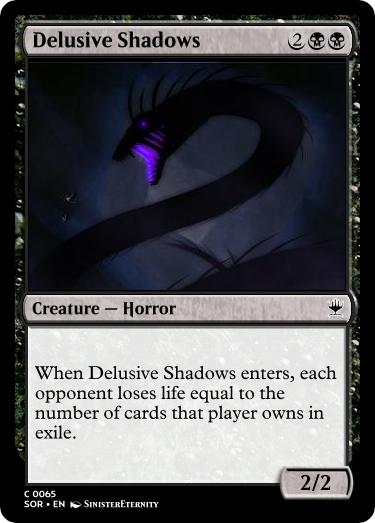 Delusive Shadows 2
Creature — Horror
When Delusive Shadows enters, each
opponent loses life equal to the
number of cards that player owns in
exile.
2/2
C 0065
SOR • EN SinisterEternity